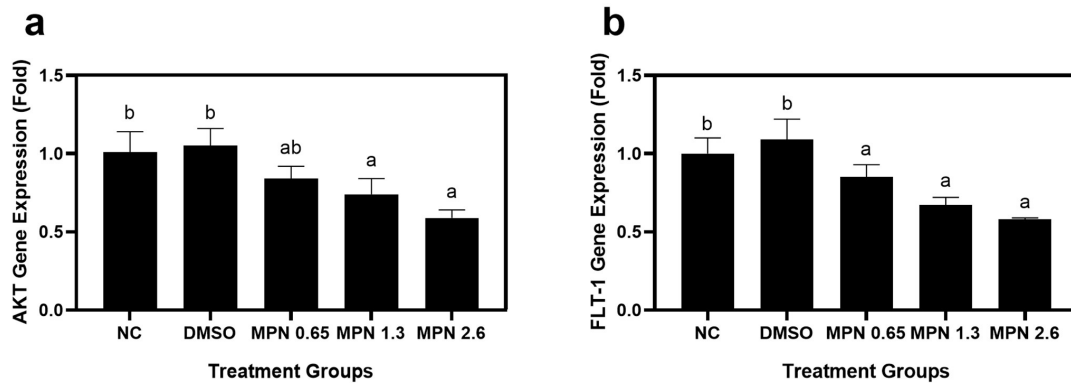 a
AKT Gene Expression (Fold)
1.5
1.0
0.5
0.0
b
b
ab
a
a
NC DMSO MPN 0.65 MPN 1.3 MPN 2.6
Treatment Groups
b
FLT-1 Gene Expression (Fold)
1.5
1.0
0.5
0.0
b
b
a
a
a
NC DMSO MPN 0.65 MPN 1.3 MPN 2.6
Treatment Groups